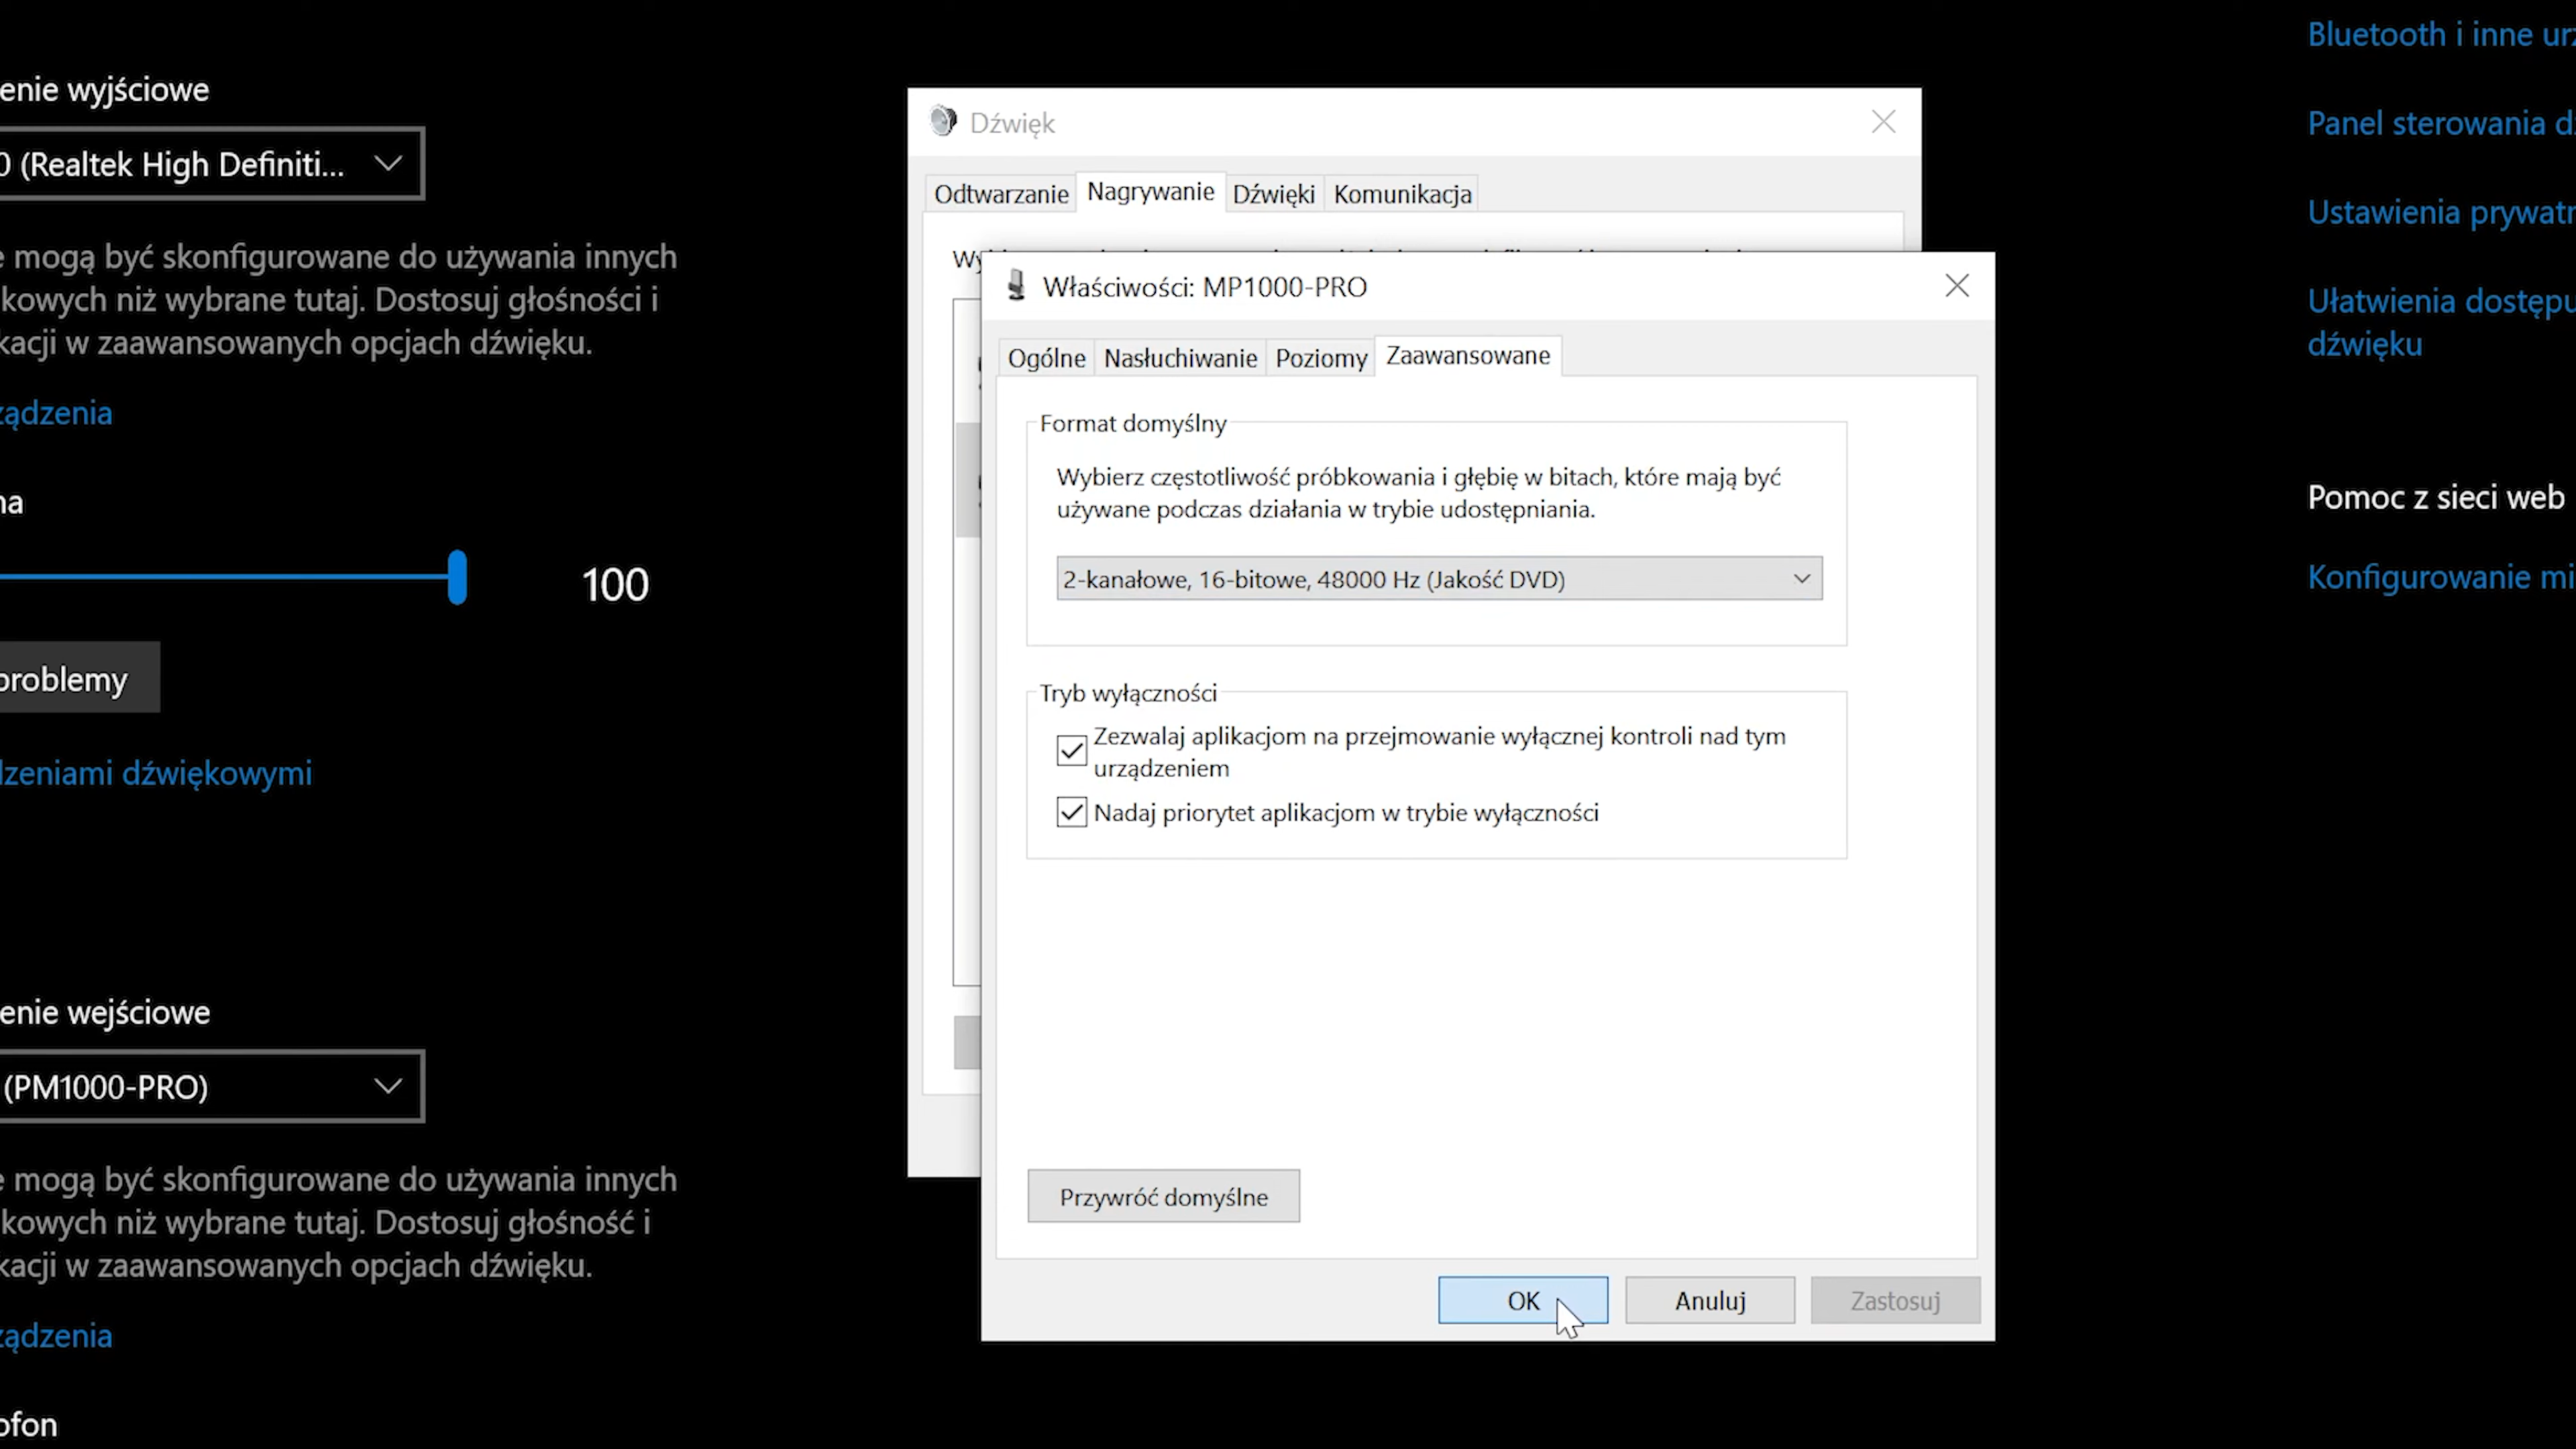 enie wyjściowe
0 (Realtek High Definiti...
e mogą być skonfigurowane do używania innych
kowych niż wybrane tutaj. Dostosuj głośności i
kacji w zaawansowanych opcjach dźwięku.
ządzenia
na
100
problemy
dzeniami dźwiękowymi
enie wejściowe
(PM1000-PRO)
e mogą być skonfigurowane do używania innych
kowych niż wybrane tutaj. Dostosuj głośność i
kacji w zaawansowanych opcjach dźwięku.
ządzenia
ofon
Dźwięk
Odtwarzanie Nagrywanie Dźwięki Komunikacja
Właściwości: MP1000-PRO
Ogólne Nasłuchiwanie Poziomy Zaawansowane
Format domyślny
Wybierz częstotliwość próbkowania i głębię w bitach, które mają być
używane podczas działania w trybie udostępniania.
2-kanałowe, 16-bitowe, 48000 Hz (Jakość DVD)
Tryb wyłączności
Zezwalaj aplikacjom na przejmowanie wyłącznej kontroli nad tym
urządzeniem
Nadaj priorytet aplikacjom w trybie wyłączności
Przywróć domyślne
OK Anuluj Zastosuj
Bluetooth i inne urz
Panel sterowania dź
Ustawienia prywatn
Ułatwienia dostępu
dźwięku
Pomoc z sieci web
Konfigurowanie mi